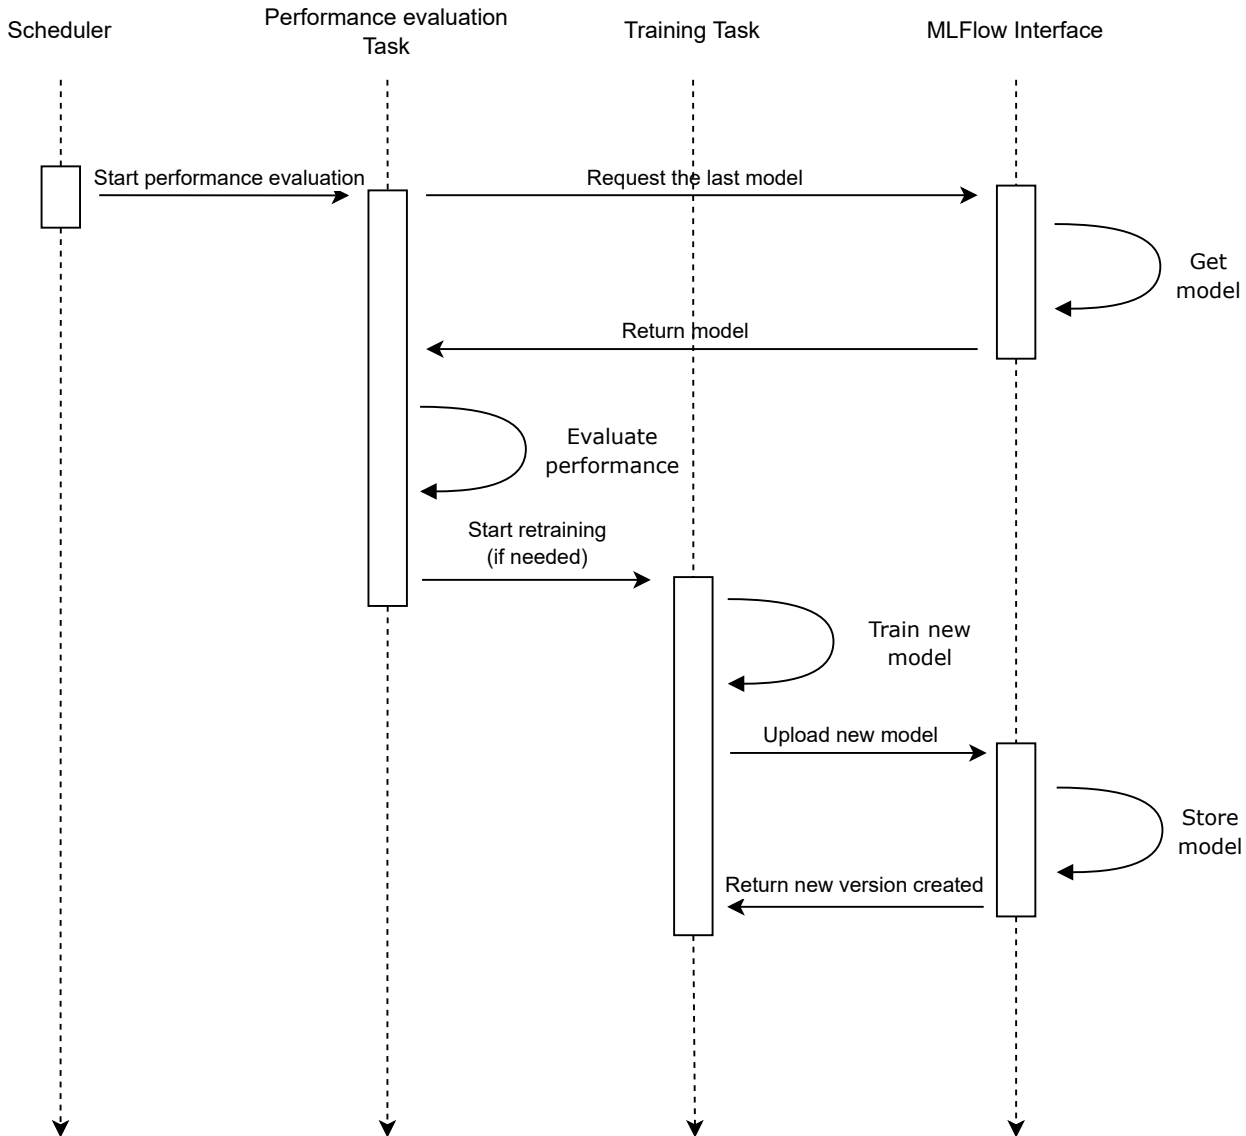 Scheduler
Performance evaluation
Task
Training Task
MLFlow Interface
Start performance evaluation
Request the last model
Get
model
Return model
Evaluate
performance
Start retraining
(if needed)
Train new
model
Upload new model
Store
model
Return new version created